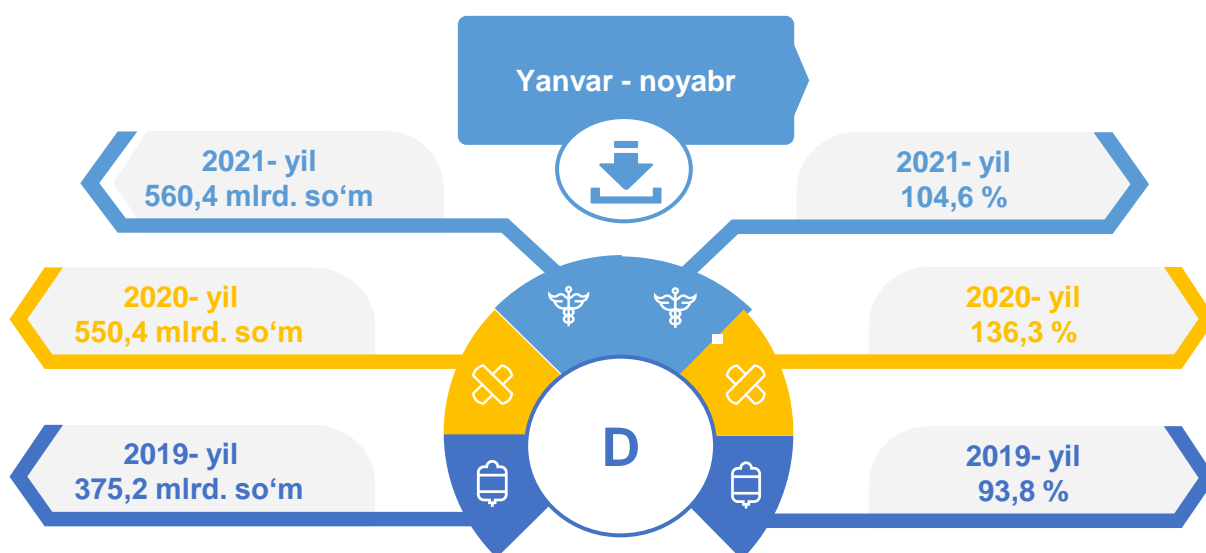 Yanvar - noyabr
2021- yil
560,4 mlrd. so‘m
2021- yil
104,6 %
2020- yil
550,4 mlrd. so‘m
2020- yil
136,3 %
D
2019- yil
375,2 mlrd. so‘m
2019- yil
93,8 %